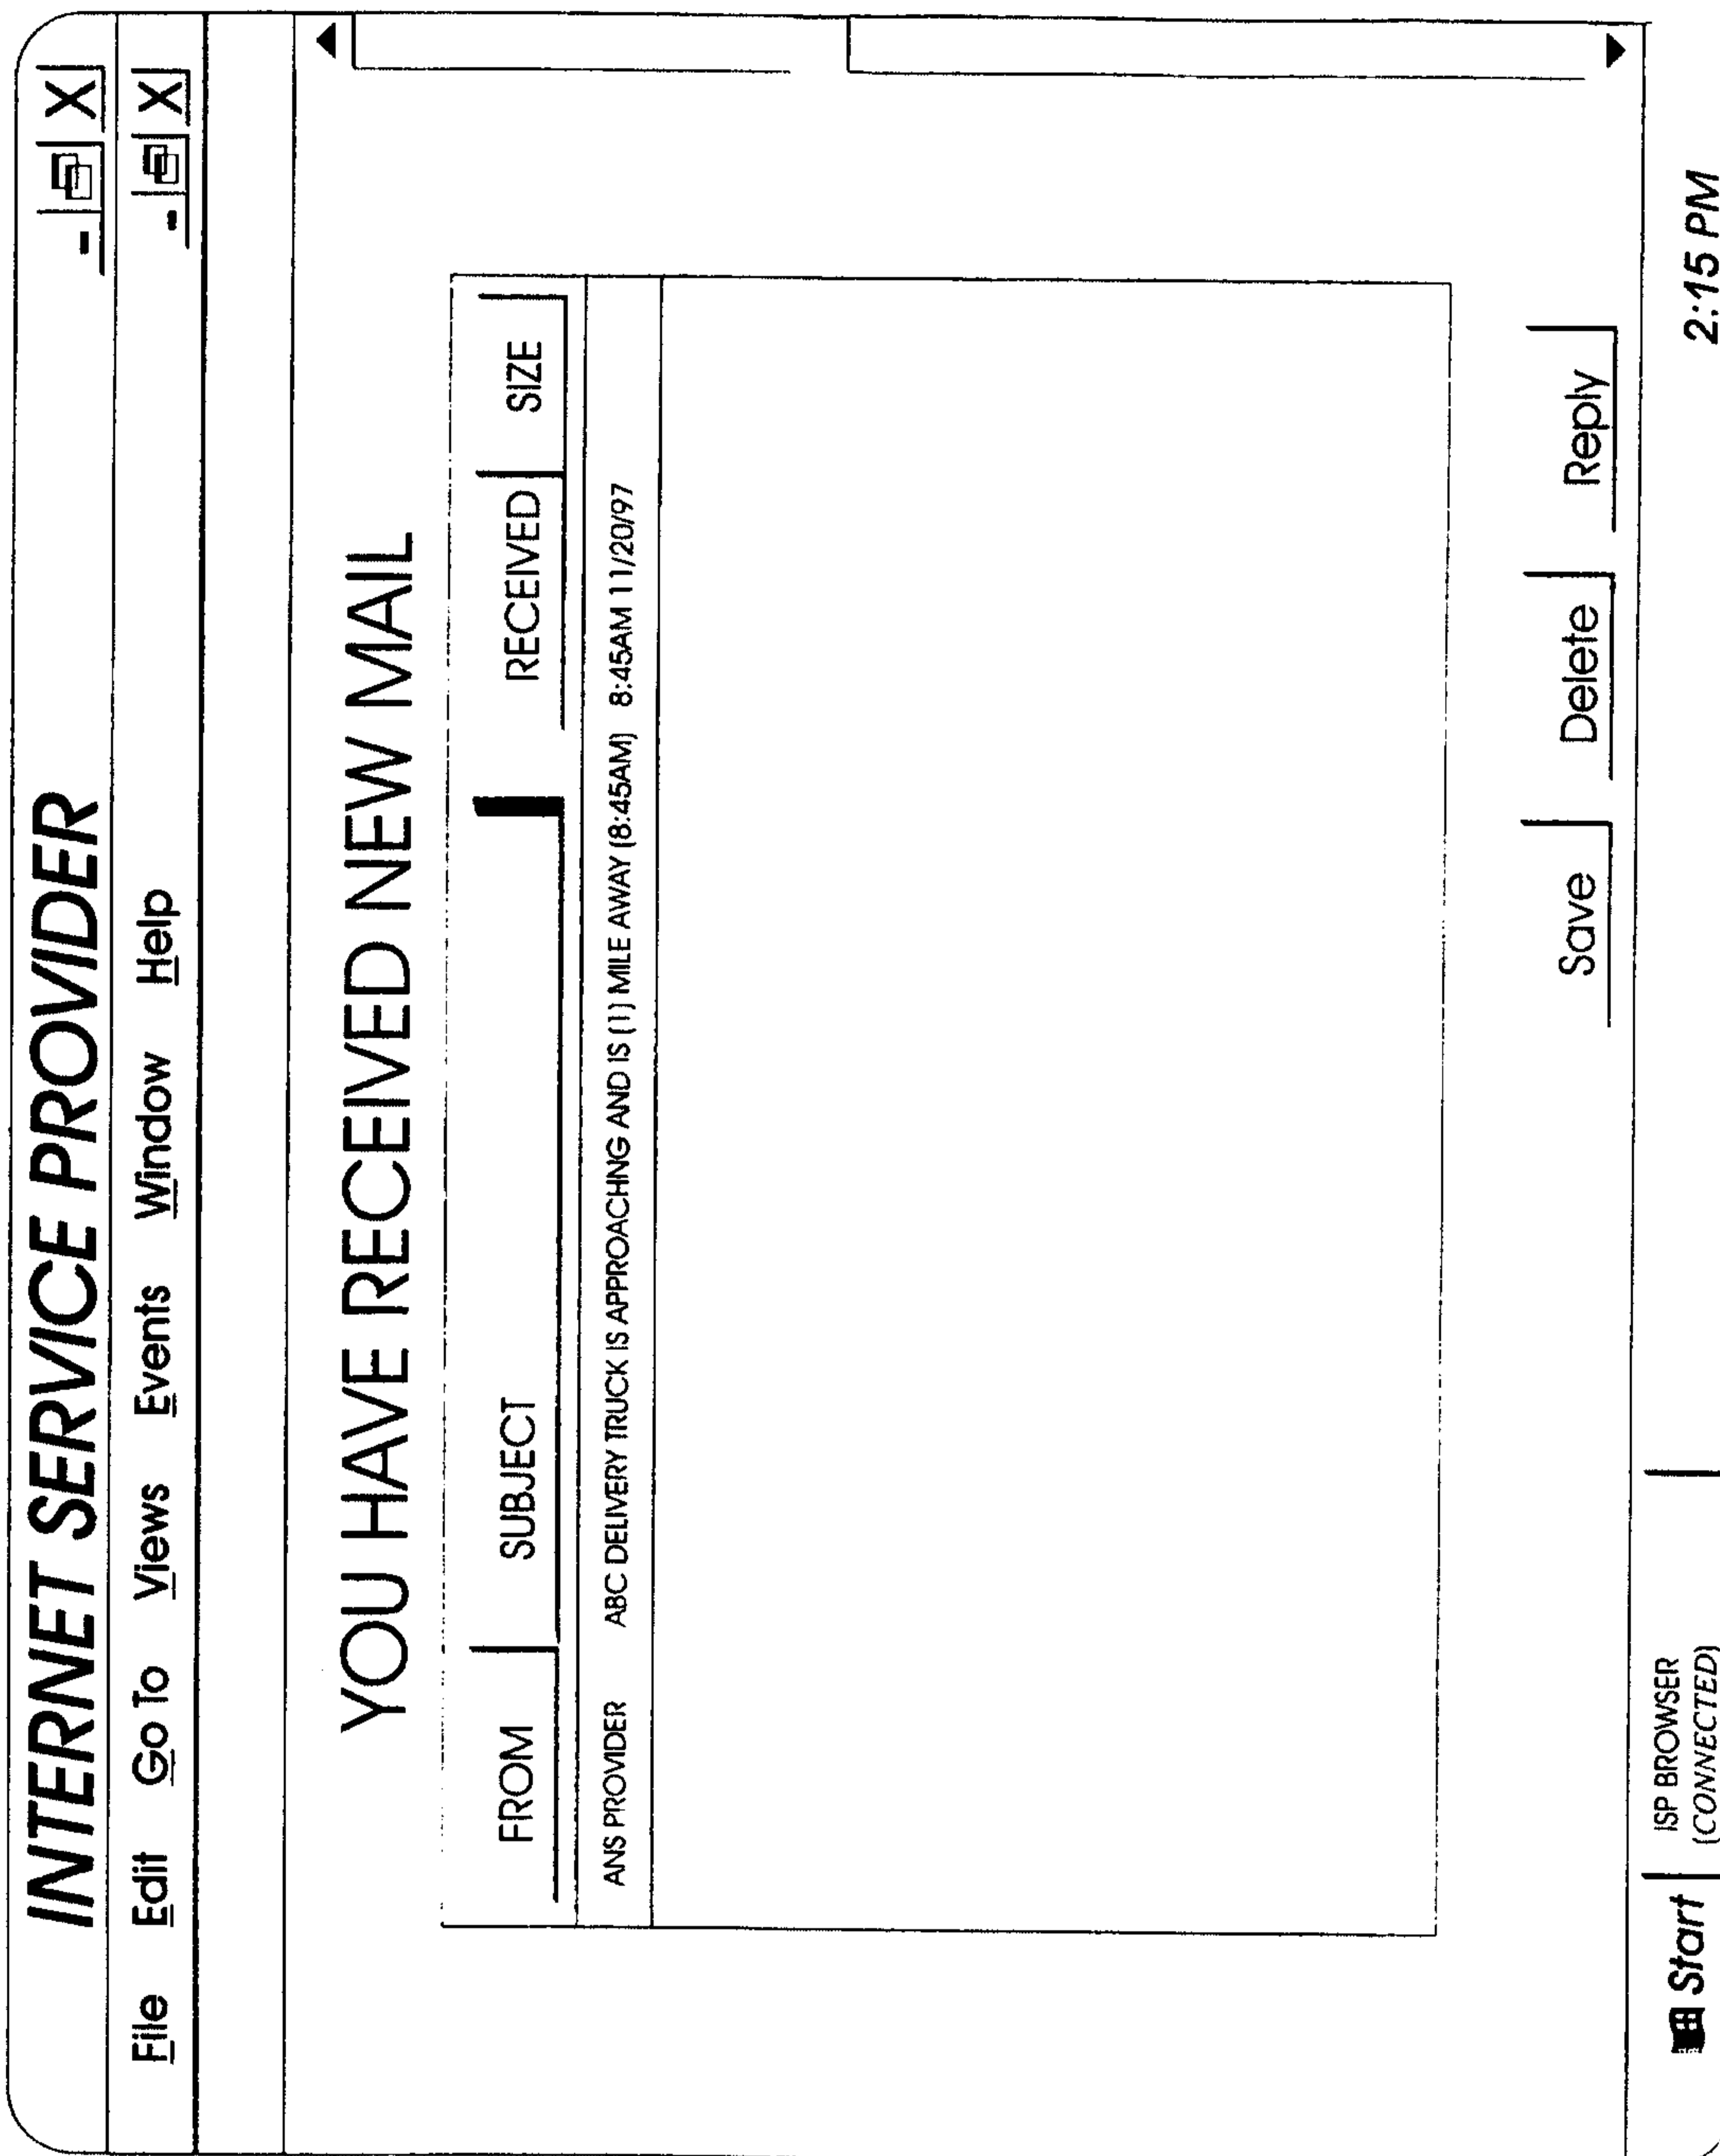 INTERNET SERVICE PROVIDER
X
File Edit Go To Views Events Window Help
X
YOU HAVE RECEIVED NEW MAIL
FROM SUBJECT RECEIVED SIZE
ANS PROVIDER ABC DELIVERY TRUCK IS APPROACHNG AND IS (1) MILE AWAY (8:45AM) 8:45AM 11/20/97
Save Delete Reply
Start ISP BROWSER 2:15 PM
(CONNECTED)